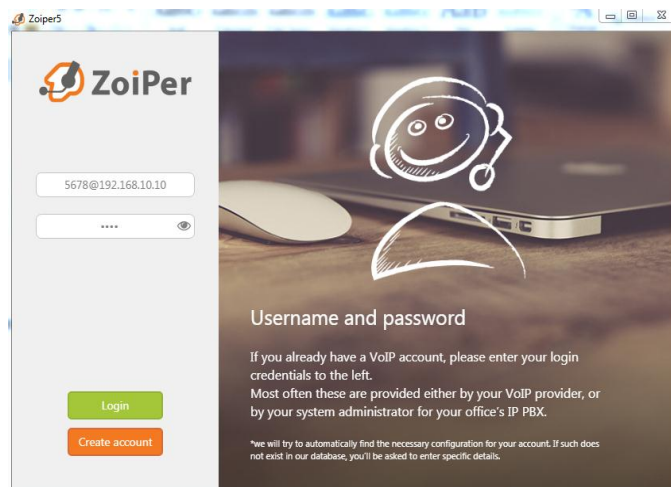 Zoiper5
ZoiPer
5678@192.168.10.10
••••
Login
Create account
Username and password
If you already have a VoIP account, please enter your login
credentials to the left.
Most often these are provided either by your VoIP provider, or
by your system administrator for your office's IP PBX.
*we will try to automatically find the necessary configuration for your account. If such does
not exist in our database, you'll be asked to enter specific details.